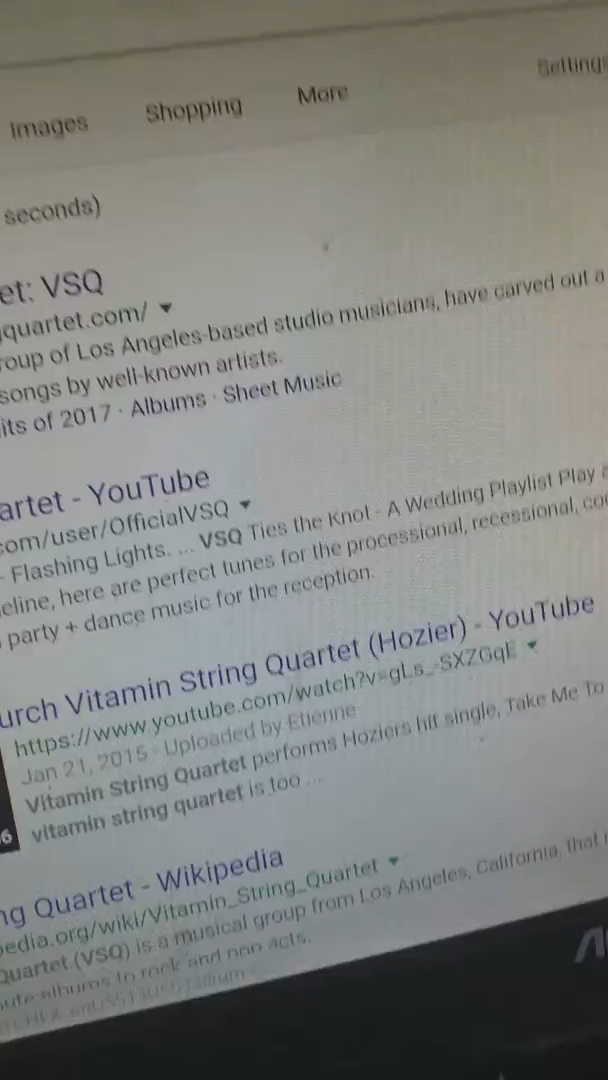 Images Shopping More Settings
seconds)
et: VSQ
quartet.com/
roup of Los Angeles-based studio musicians, have carved out a
songs by well-known artists.
its of 2017 · Albums · Sheet Music
artet - YouTube
com/user/OfficialVSQ
- Flashing Lights. ... VSQ Ties the Knot - A Wedding Playlist Play a
eline, here are perfect tunes for the processional, recessional, coc
party + dance music for the reception.
urch Vitamin String Quartet (Hozier) - YouTube
https://www.youtube.com/watch?v=gLs_-SXZGqE
Jan 21, 2015 - Uploaded by Etienne
Vitamin String Quartet performs Hoziers hit single, Take Me To
vitamin string quartet is too ...
ng Quartet - Wikipedia
pedia.org/wiki/Vitamin_String_Quartet
Quartet (VSQ) is a musical group from Los Angeles, California, that
bute albums to rock and pop acts.